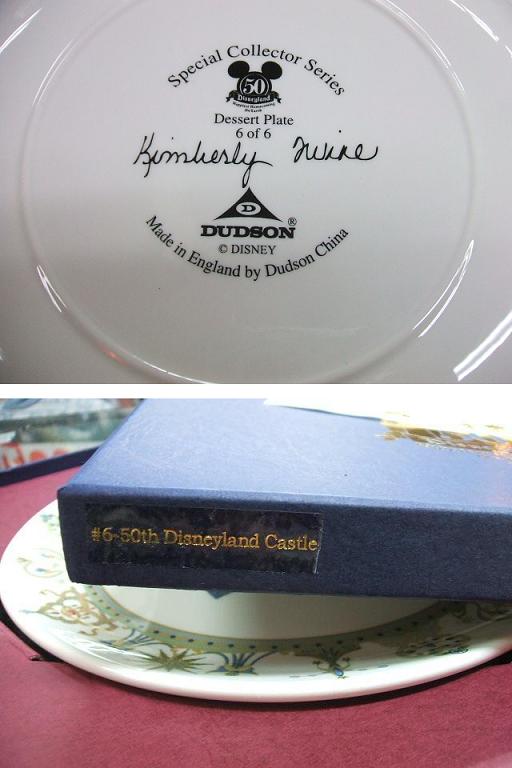 Special Collector Series
50
Disneyland
Dessert Plate
6 of 6
Kimberly Irvine
D
DUDSON®
© DISNEY
Made in England by Dudson China
#6-50th Disneyland Castle